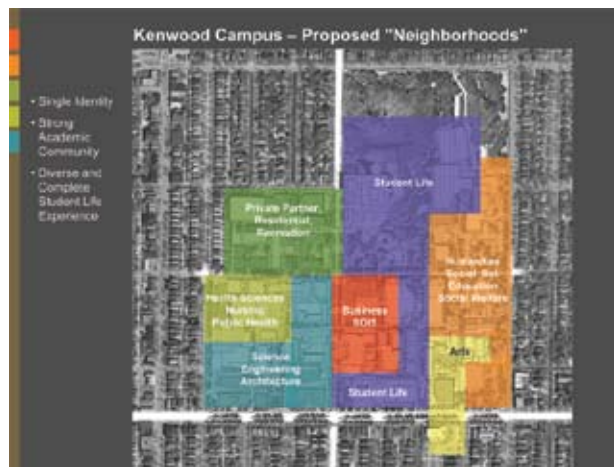 Kenwood Campus – Proposed "Neighborhoods"
• Single Identity
• Strong
Academic
Community
• Diverse and
Complete
Student Life
Experience
Student Life
Private Partner
Residential
Recreation
Humanities
Social Sci
Education
Social Welfare
Health Sciences
Nursing
Public Health
Business
SOIS
Arts
Science
Engineering
Architecture
Student Life